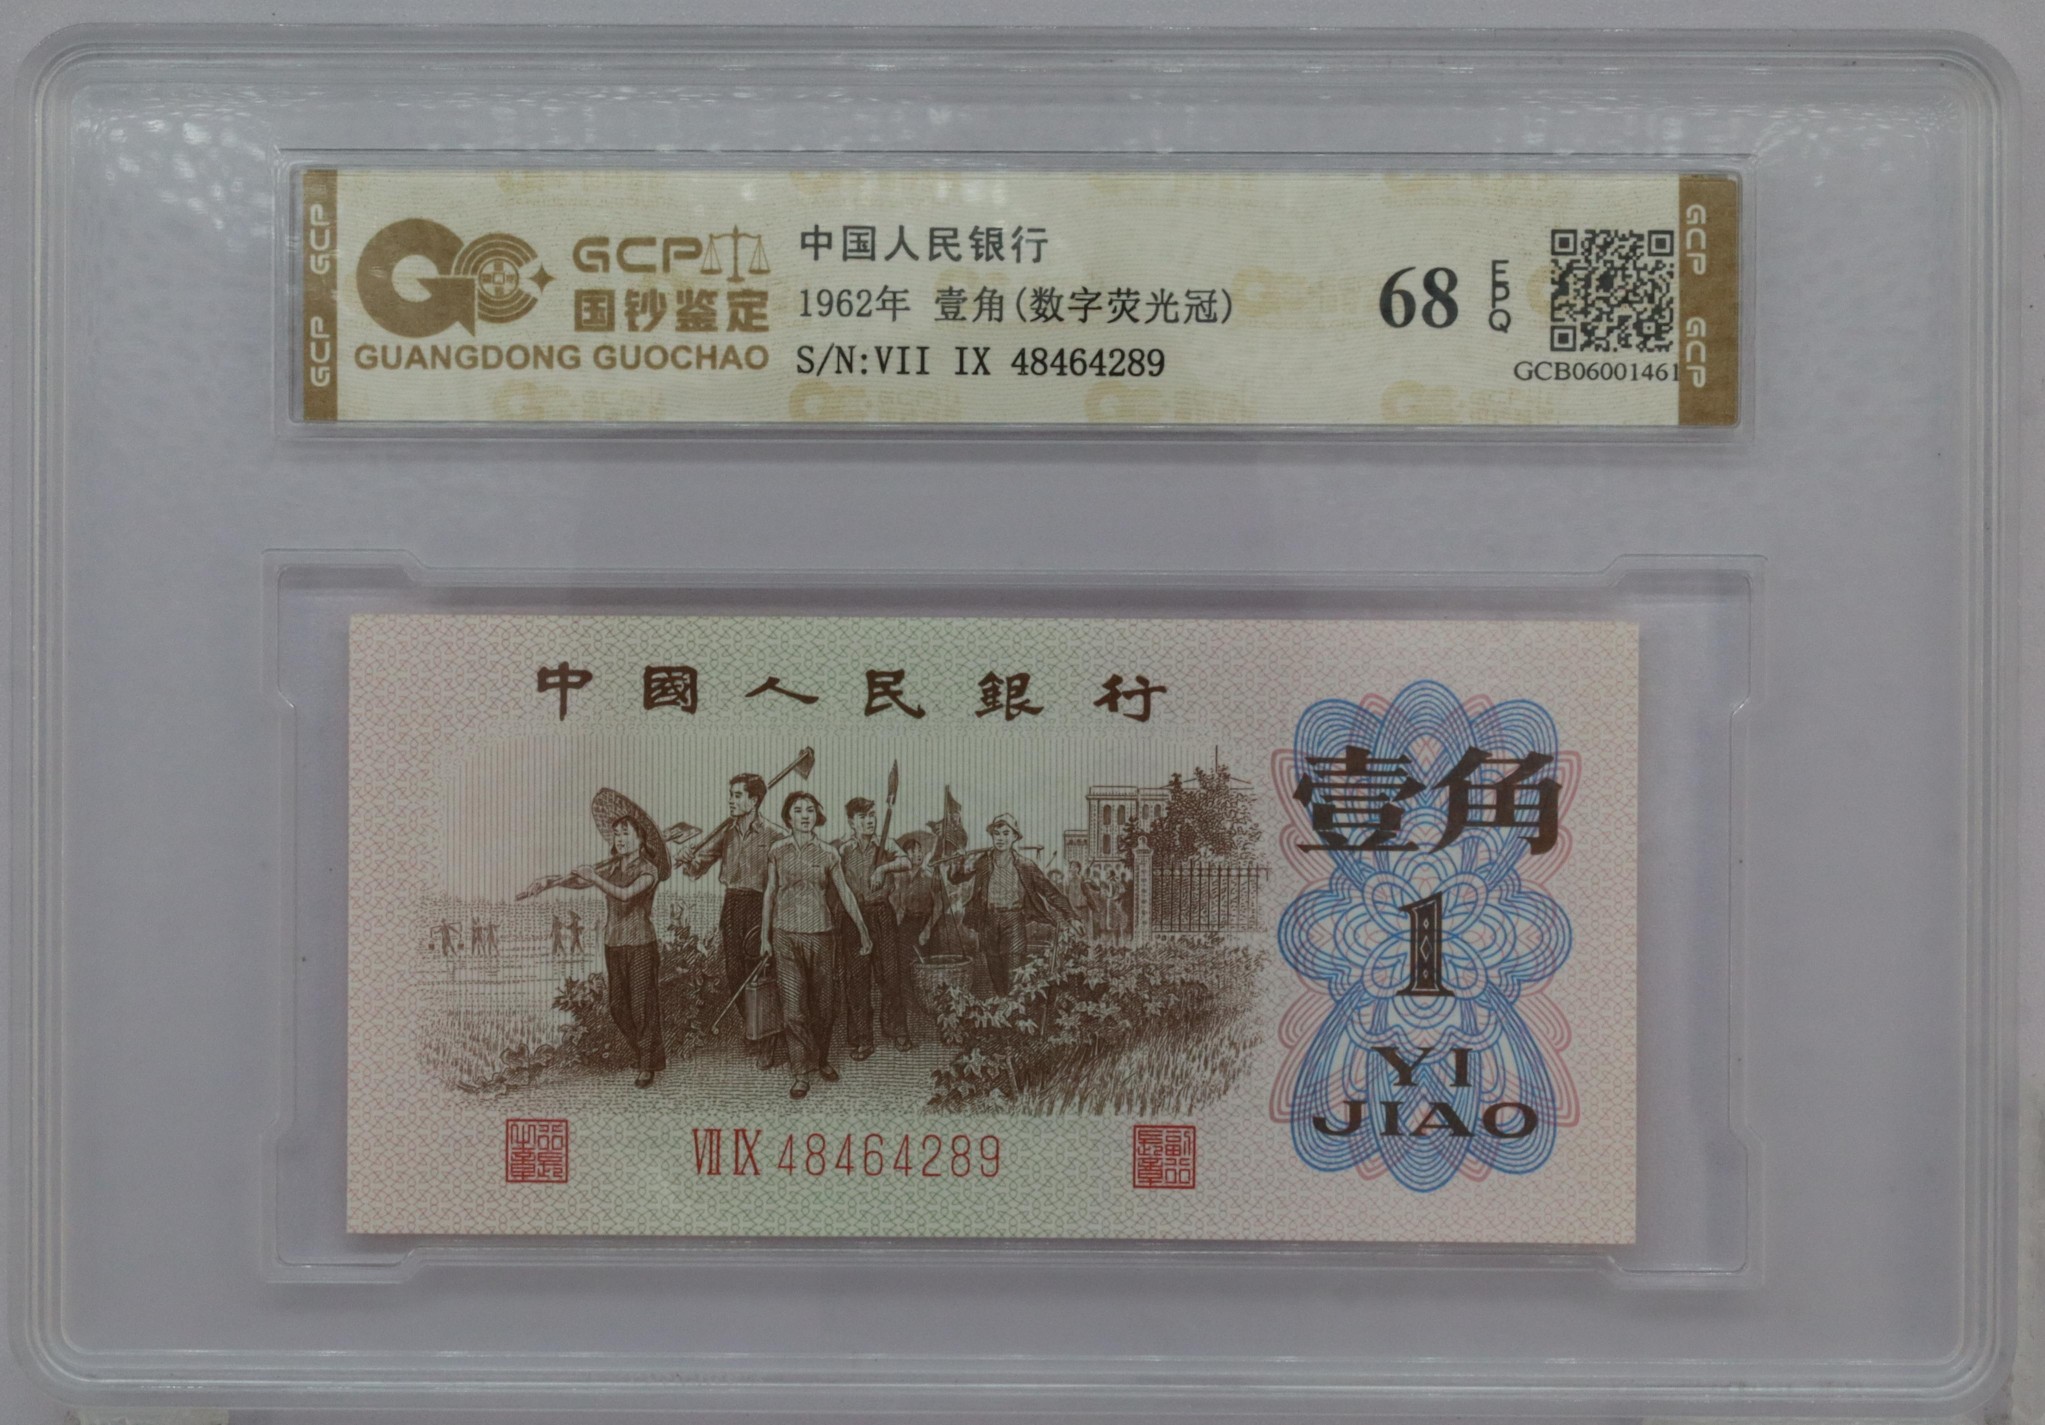 GCP
GCP
GCP
国钞鉴定
GUANGDONG GUOCHAO
中国人民银行
1962年 壹角(数字荧光冠)
S/N:VII IX 48464289
68 EPQ
GCB06001461
GCP
GCP
中國人民銀行
壹角
1
YI
JIAO
VII IX 48464289